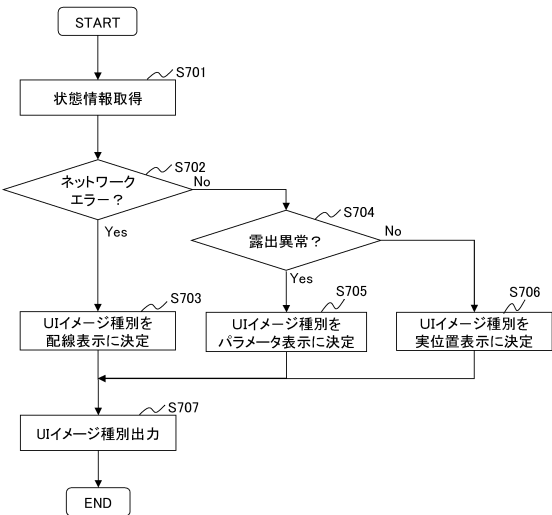 START
S701
状態情報取得
S702
ネットワーク
エラー？
No
Yes
S704
露出異常？
No
Yes
S703
UIイメージ種別を
配線表示に決定
S705
UIイメージ種別を
パラメータ表示に決定
S706
UIイメージ種別を
実位置表示に決定
S707
UIイメージ種別出力
END